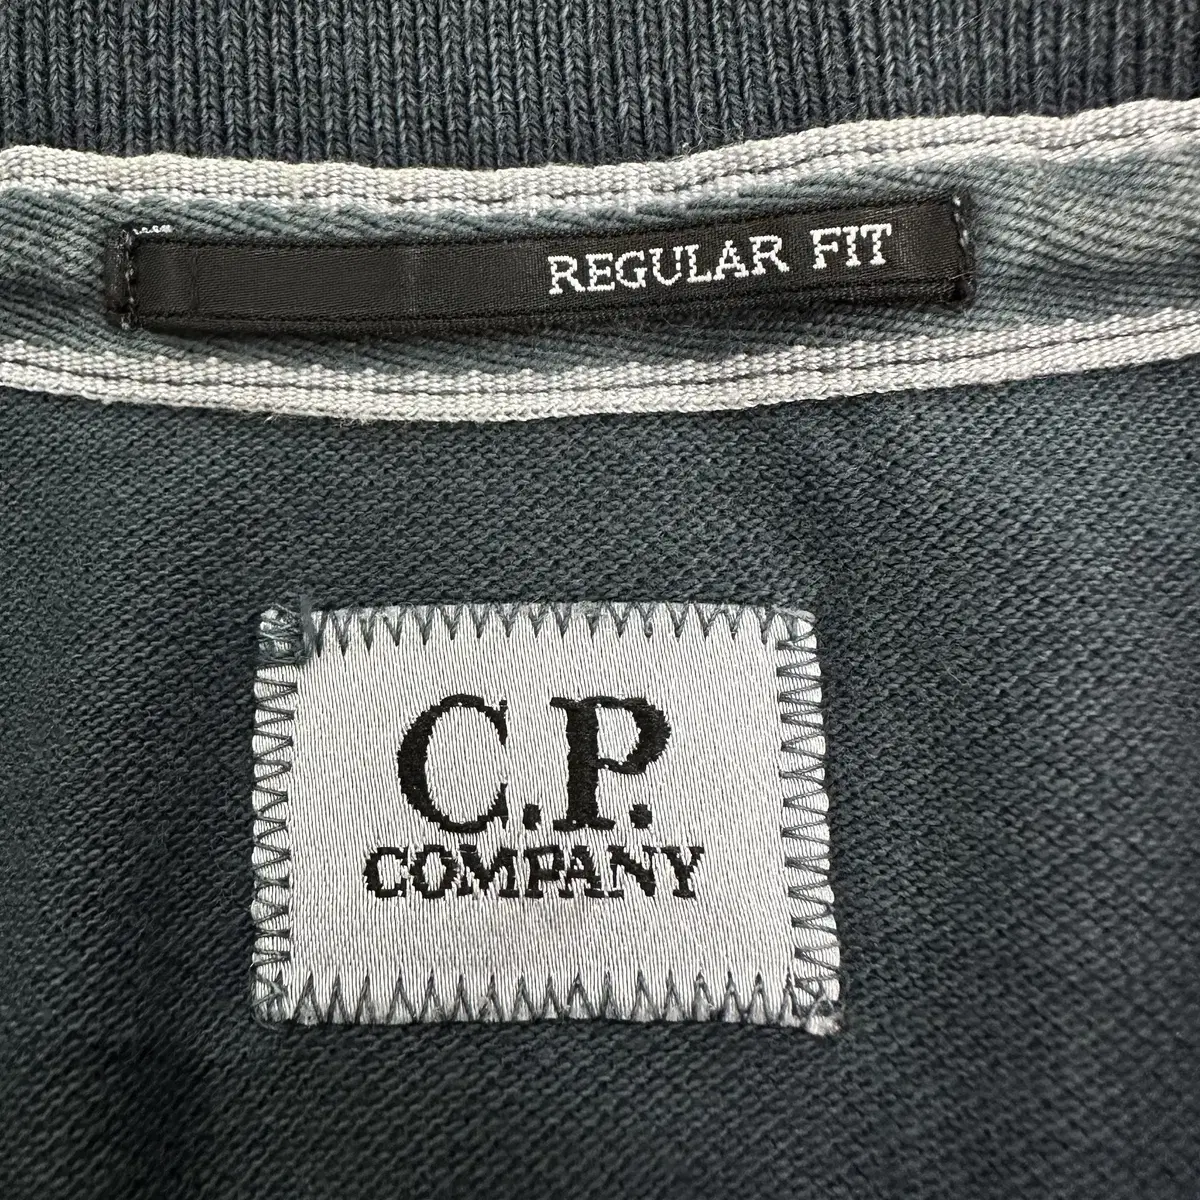 REGULAR FIT
C.P.
COMPANY